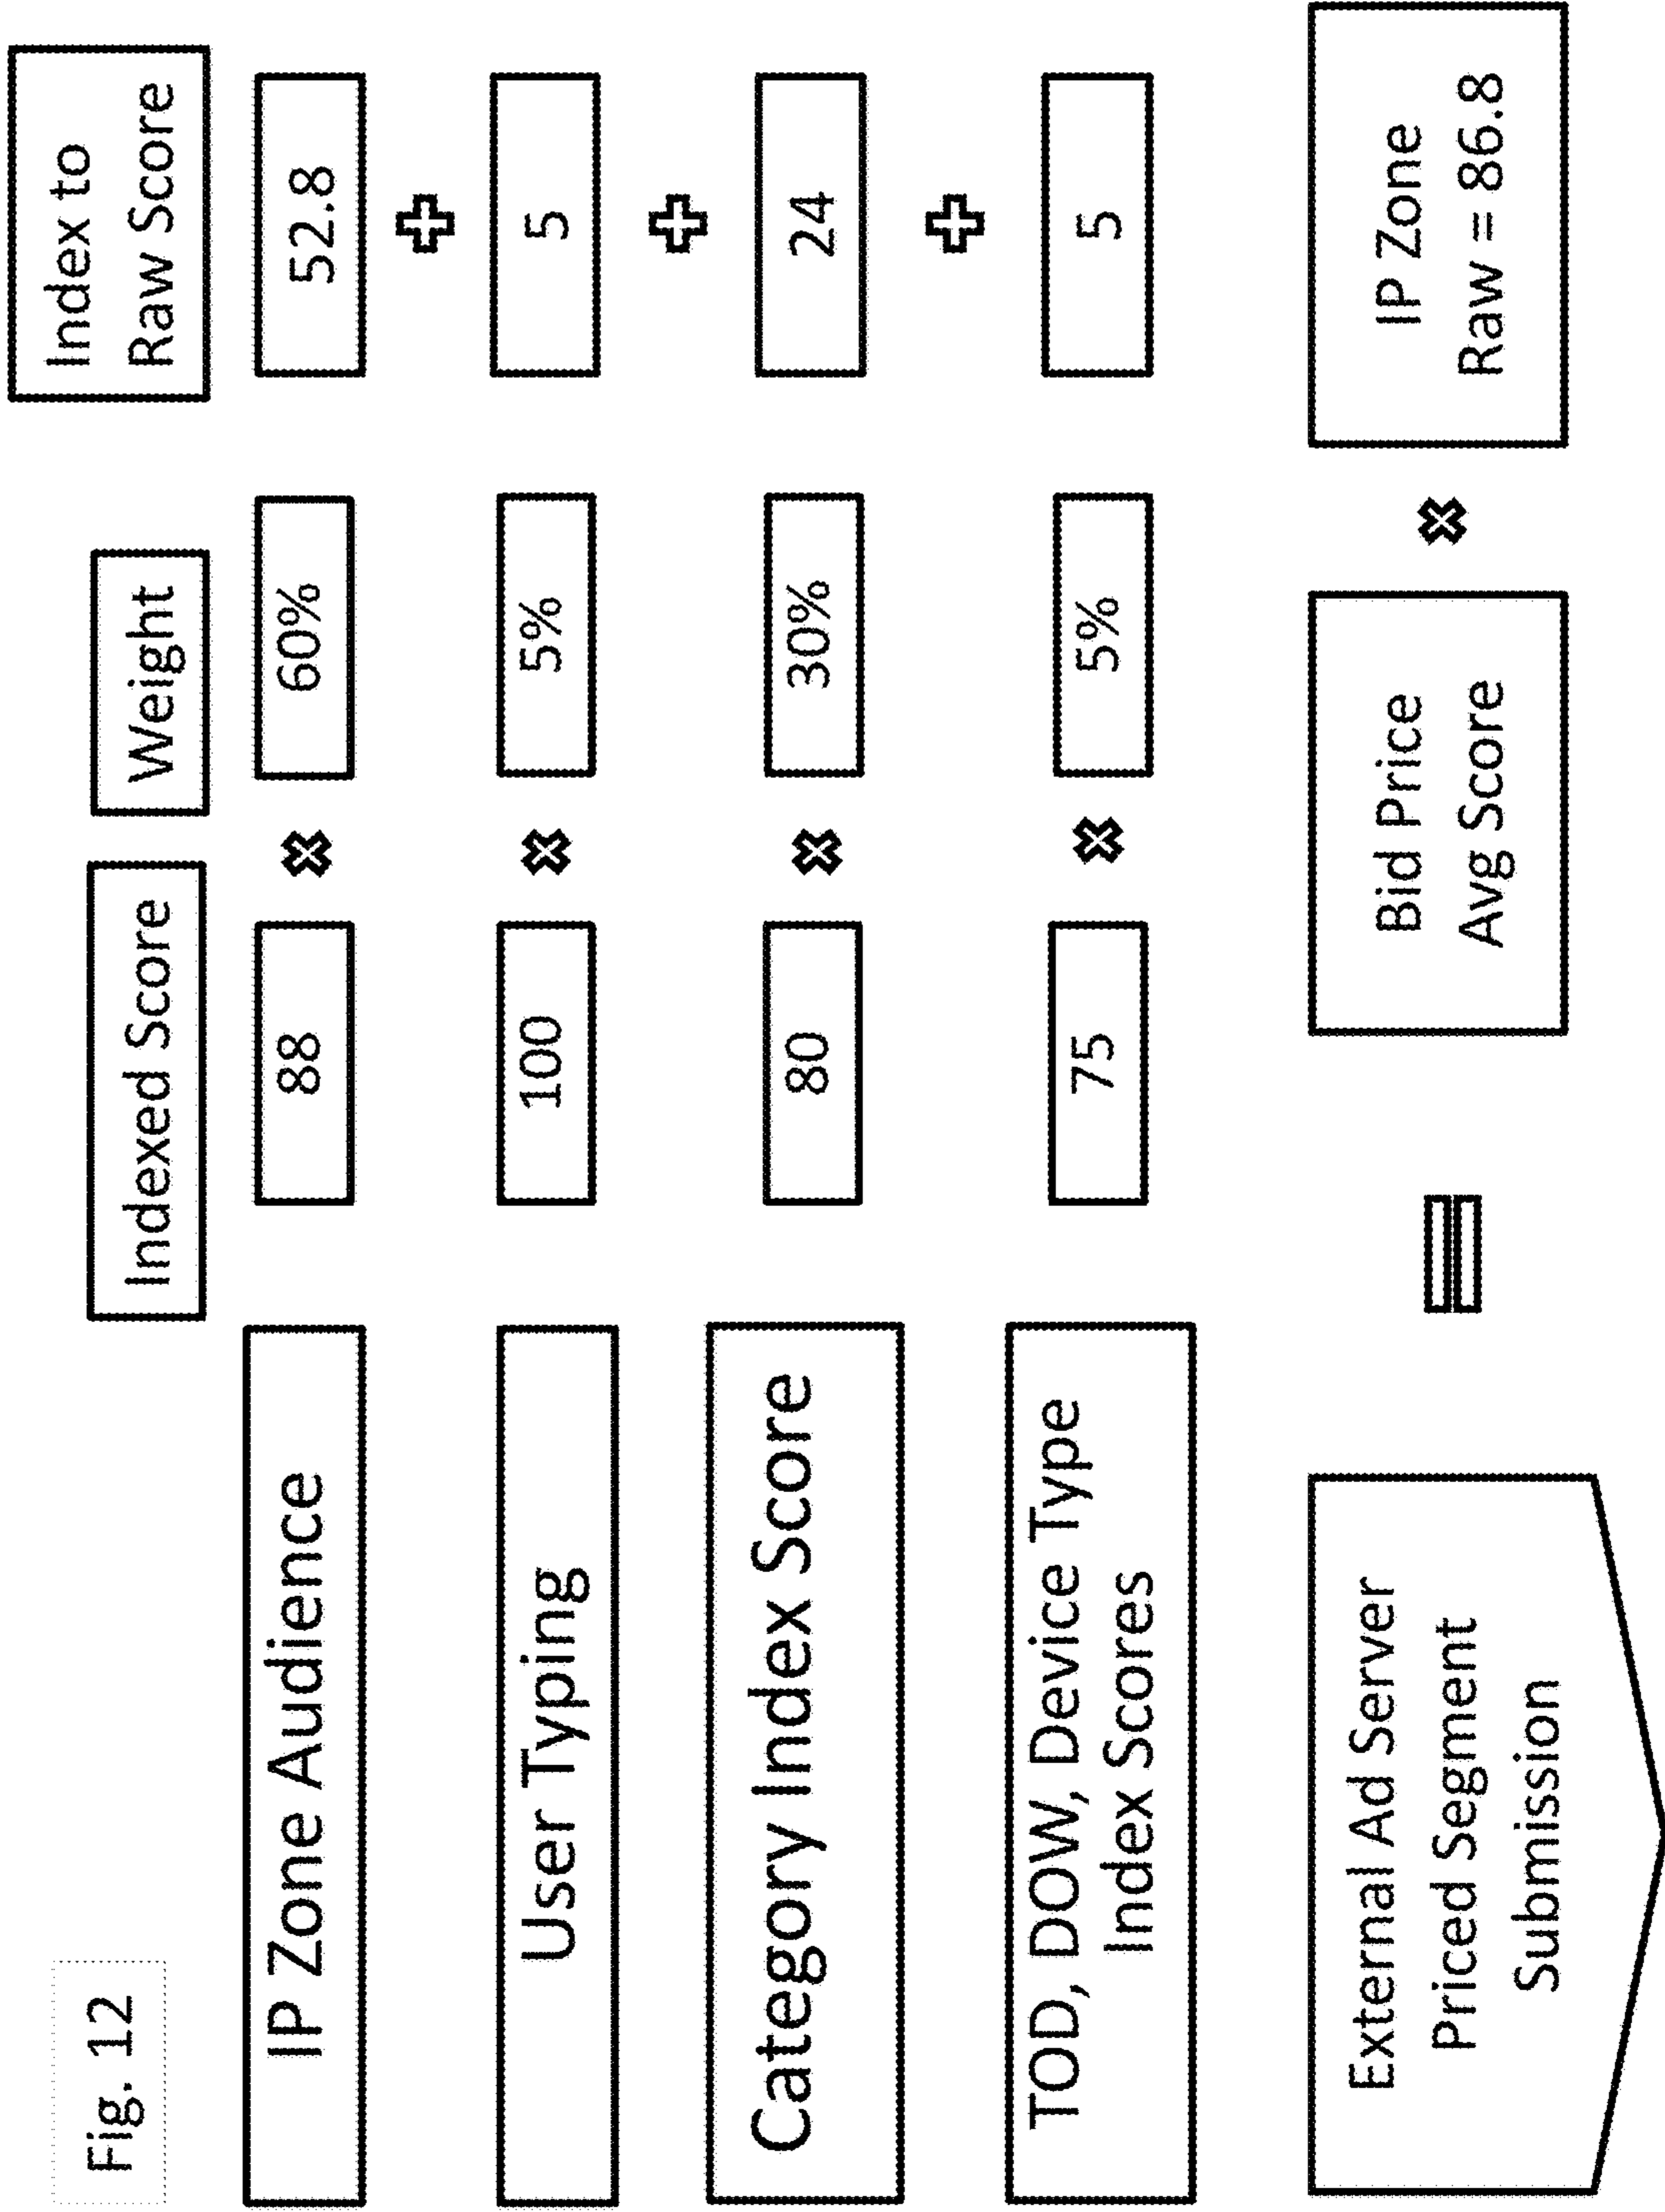 Fig. 12
Indexed Score
Weight
Index to
Raw Score
IP Zone Audience
88
60%
52.8
User Typing
100
5%
5
Category Index Score
80
30%
24
TOD, DOW, Device Type
Index Scores
75
5%
5
External Ad Server
Priced Segment
Submission
Bid Price
Avg Score
IP Zone
Raw = 86.8